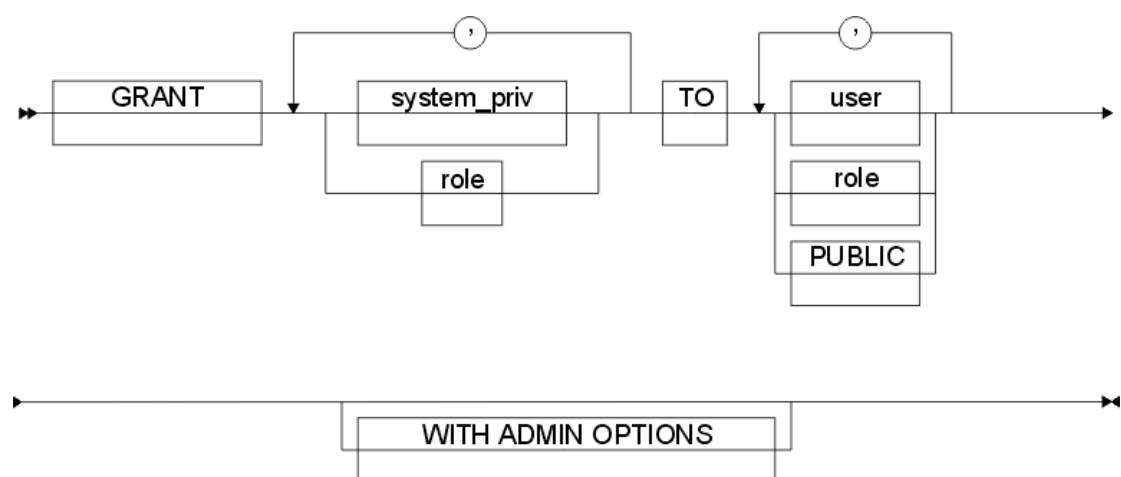 , ,
GRANT system_priv TO user
role role
PUBLIC
WITH ADMIN OPTIONS